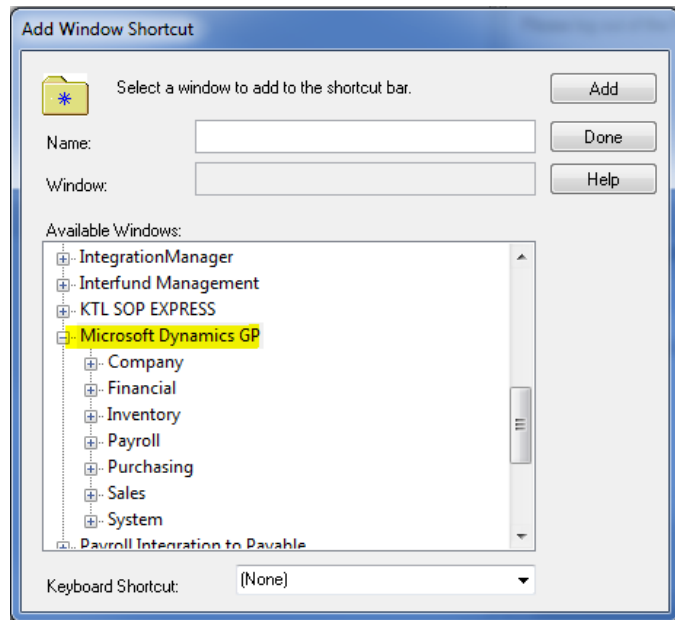 Add Window Shortcut
Select a window to add to the shortcut bar.
Add
Name:
Done
Window:
Help
Available Windows:
IntegrationManager
Interfund Management
KTL SOP EXPRESS
Microsoft Dynamics GP
Company
Financial
Inventory
Payroll
Purchasing
Sales
System
Payroll Integration to Payable
Keyboard Shortcut:
(None)